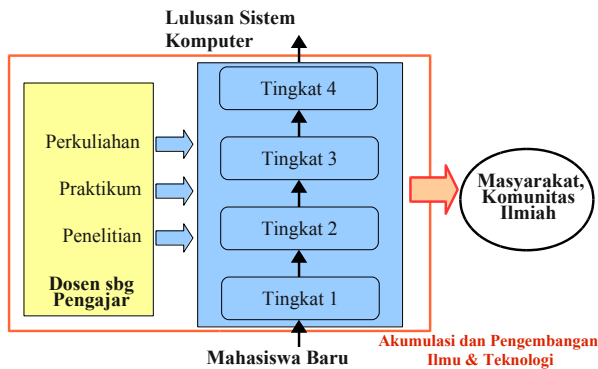 Lulusan Sistem
Komputer
Tingkat 4
Perkuliahan
Tingkat 3
Praktikum
Masyarakat,
Komunitas
Ilmiah
Penelitian
Tingkat 2
Dosen sbg
Pengajar
Tingkat 1
Mahasiswa Baru
Akumulasi dan Pengembangan
Ilmu & Teknologi